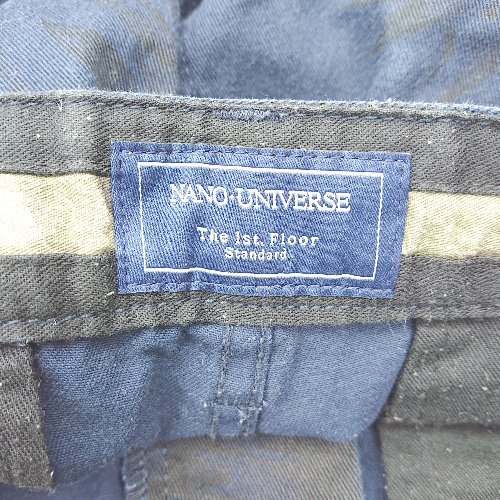 NANO·UNIVERSE
The 1st. Floor
Standard.